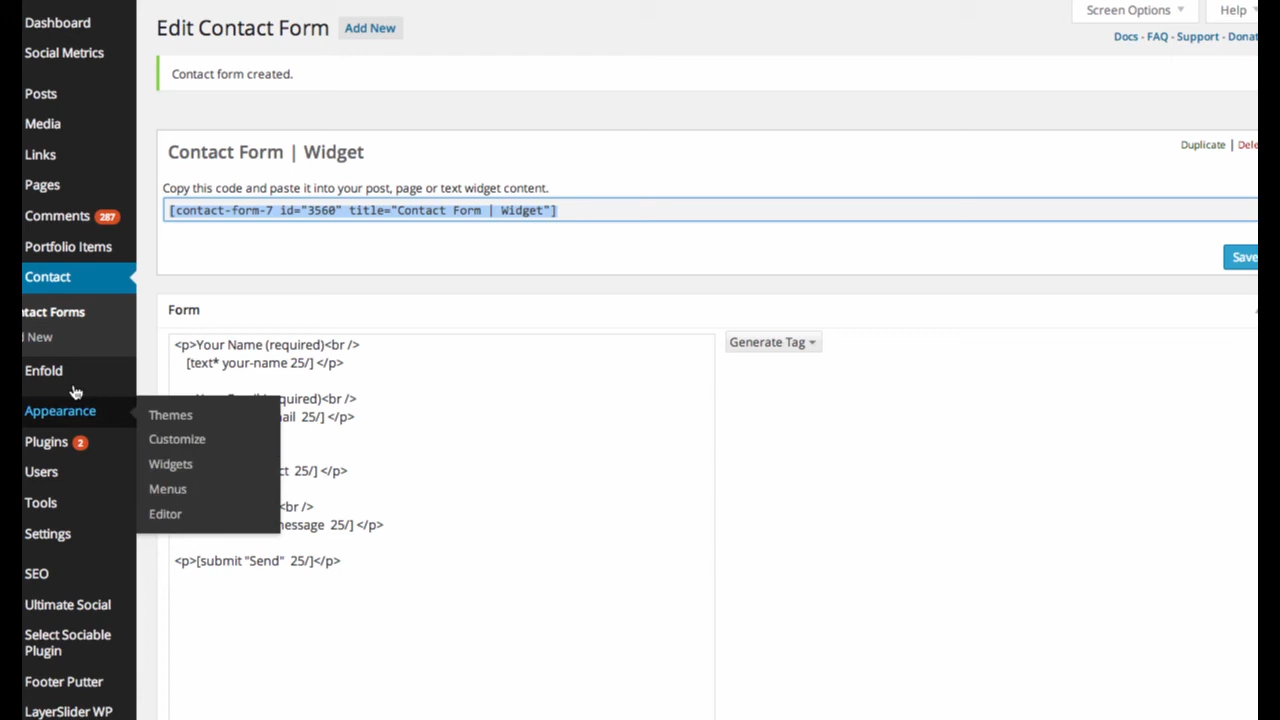 Dashboard
Social Metrics
Posts
Media
Links
Pages
Comments 287
Portfolio Items
Contact
tact Forms
New
Enfold
Appearance
Plugins 2
Users
Tools
Settings
SEO
Ultimate Social
Select Sociable
Plugin
Footer Putter
LayerSlider WP
Themes
Customize
Widgets
Menus
Editor
Edit Contact Form Add New
Screen Options Help
Docs - FAQ - Support - Donat
Contact form created.
Contact Form | Widget
Duplicate | Dele
Copy this code and paste it into your post, page or text widget content.
[contact-form-7 id="3560" title="Contact Form | Widget"]
Save
Form
Generate Tag
<p>Your Name (required)<br />
[text* your-name 25/] </p>
quired)<br />
ail 25/] </p>
ct 25/] </p>
<br />
message 25/] </p>
<p>[submit "Send" 25/]</p>